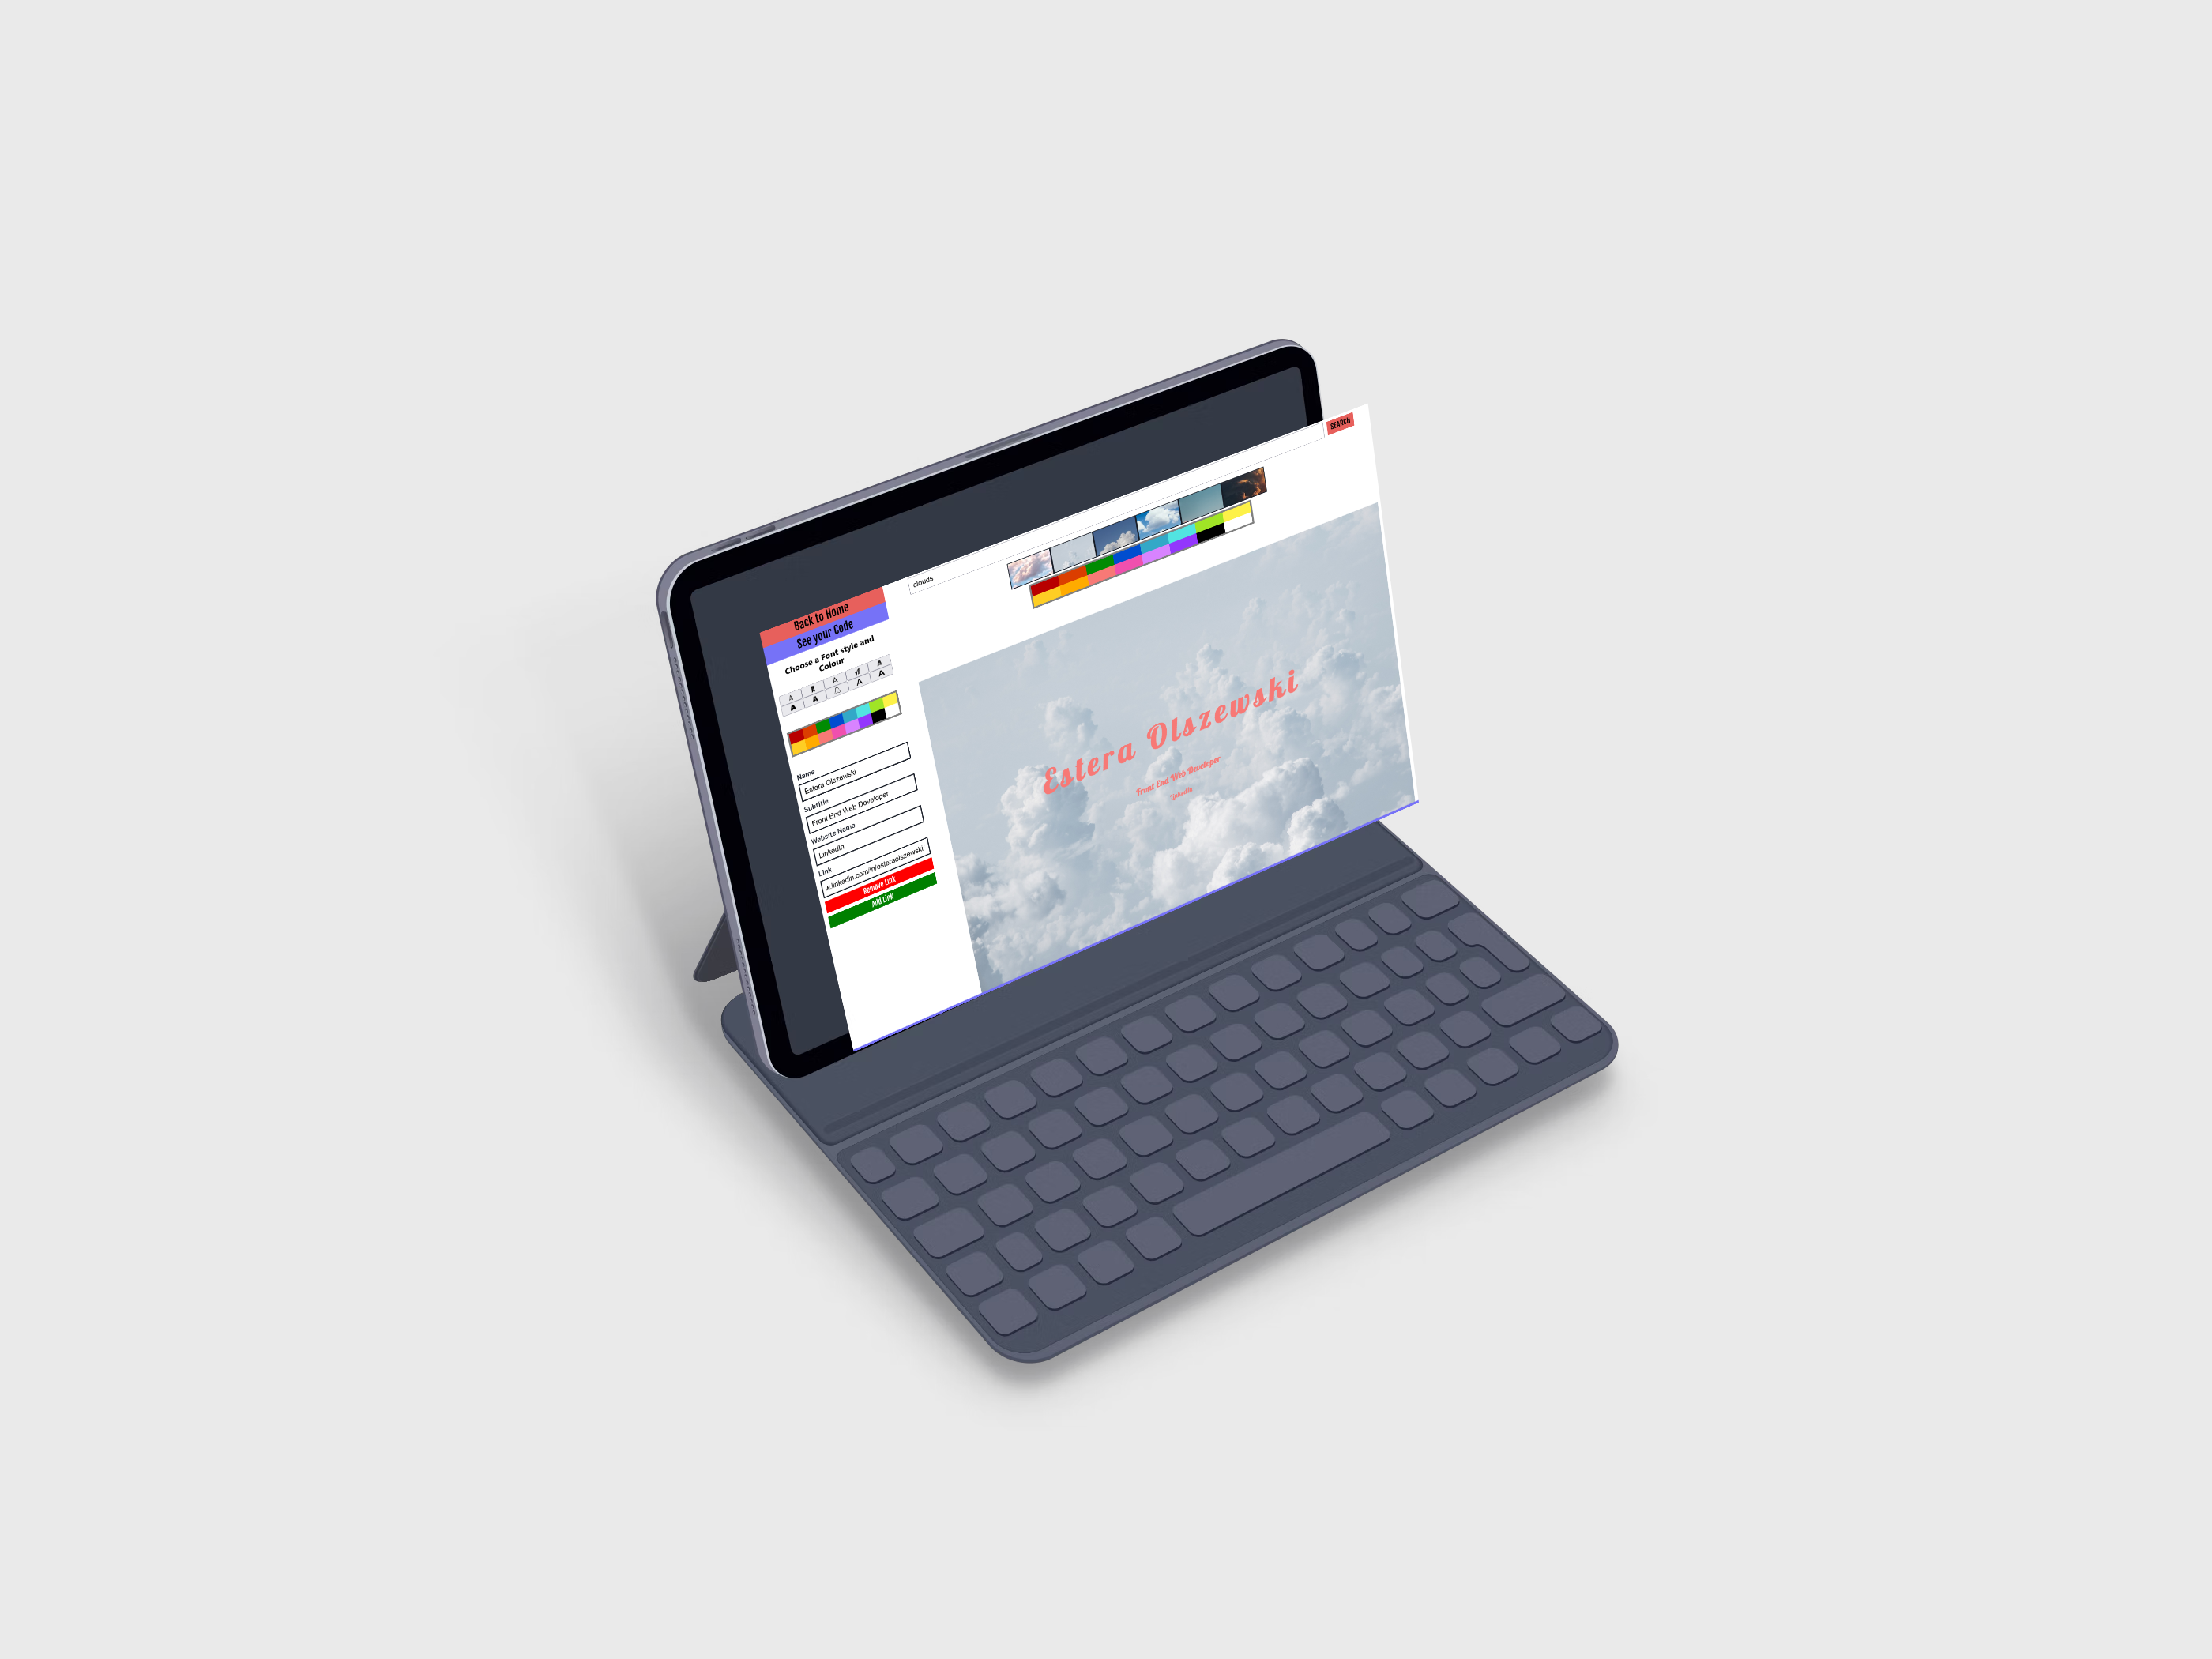 SEARCH
clouds
Back to Home
See your Code
Choose a Font style and
Colour
A A A A A
A A A A A
Name
Estera Olszewski
Subtitle
Front End Web Developer
Website Name
LinkedIn
Link
linkedin.com/in/esteraolszewski/
Remove Link
Add Link
Estera Olszewski
Front End Web Developer
LinkedIn